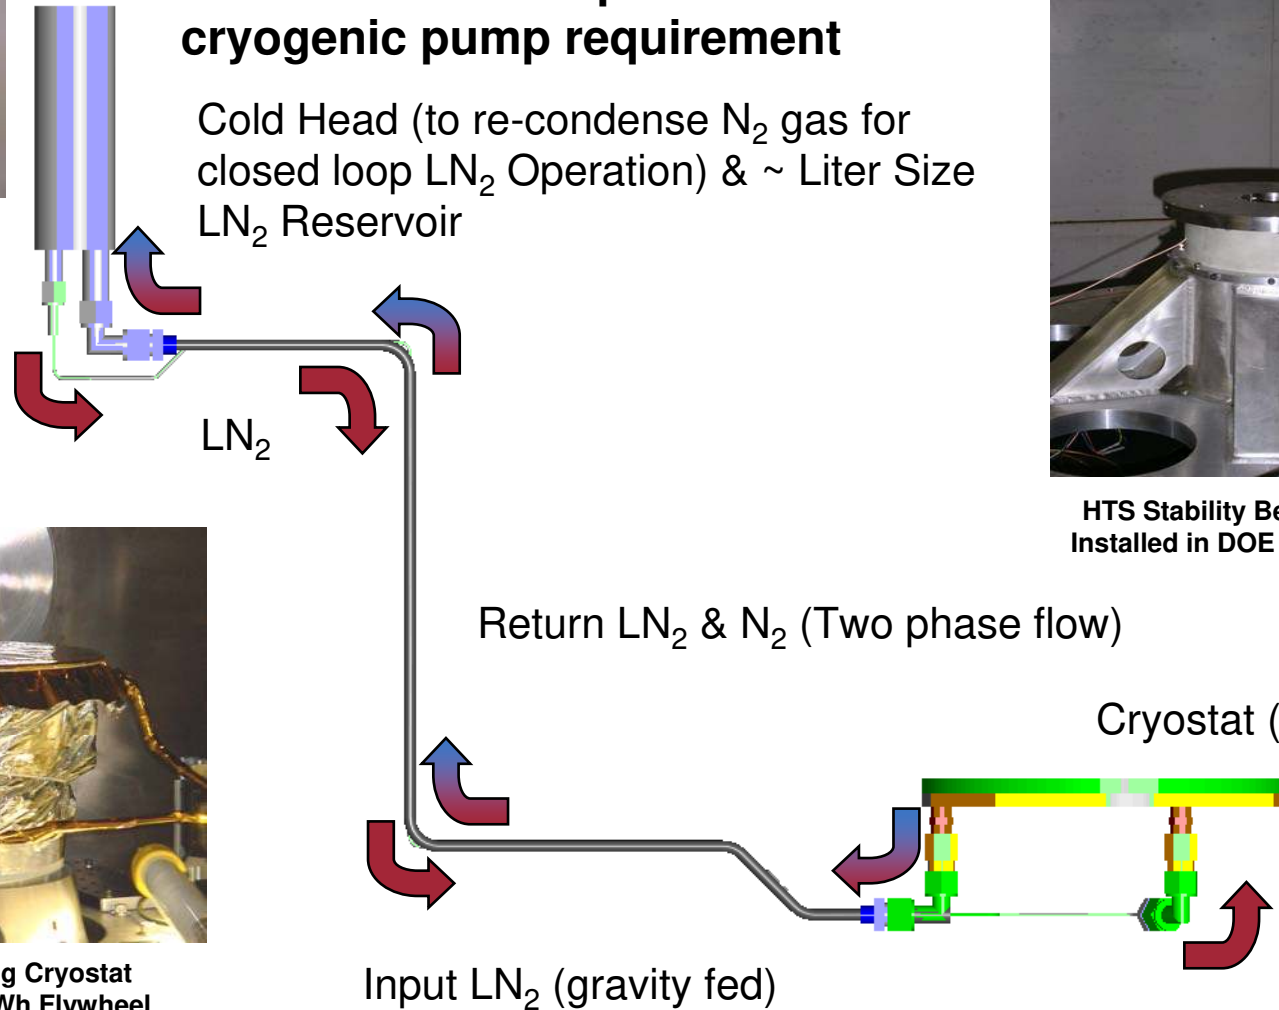 cryogenic pump requirement
Cold Head (to re-condense N₂ gas for
closed loop LN₂ Operation) & ~ Liter Size
LN₂ Reservoir
LN₂
HTS Stability Be
Installed in DOE
Return LN₂ & N₂ (Two phase flow)
Cryostat (
g Cryostat
Wh Flywheel
Input LN₂ (gravity fed)